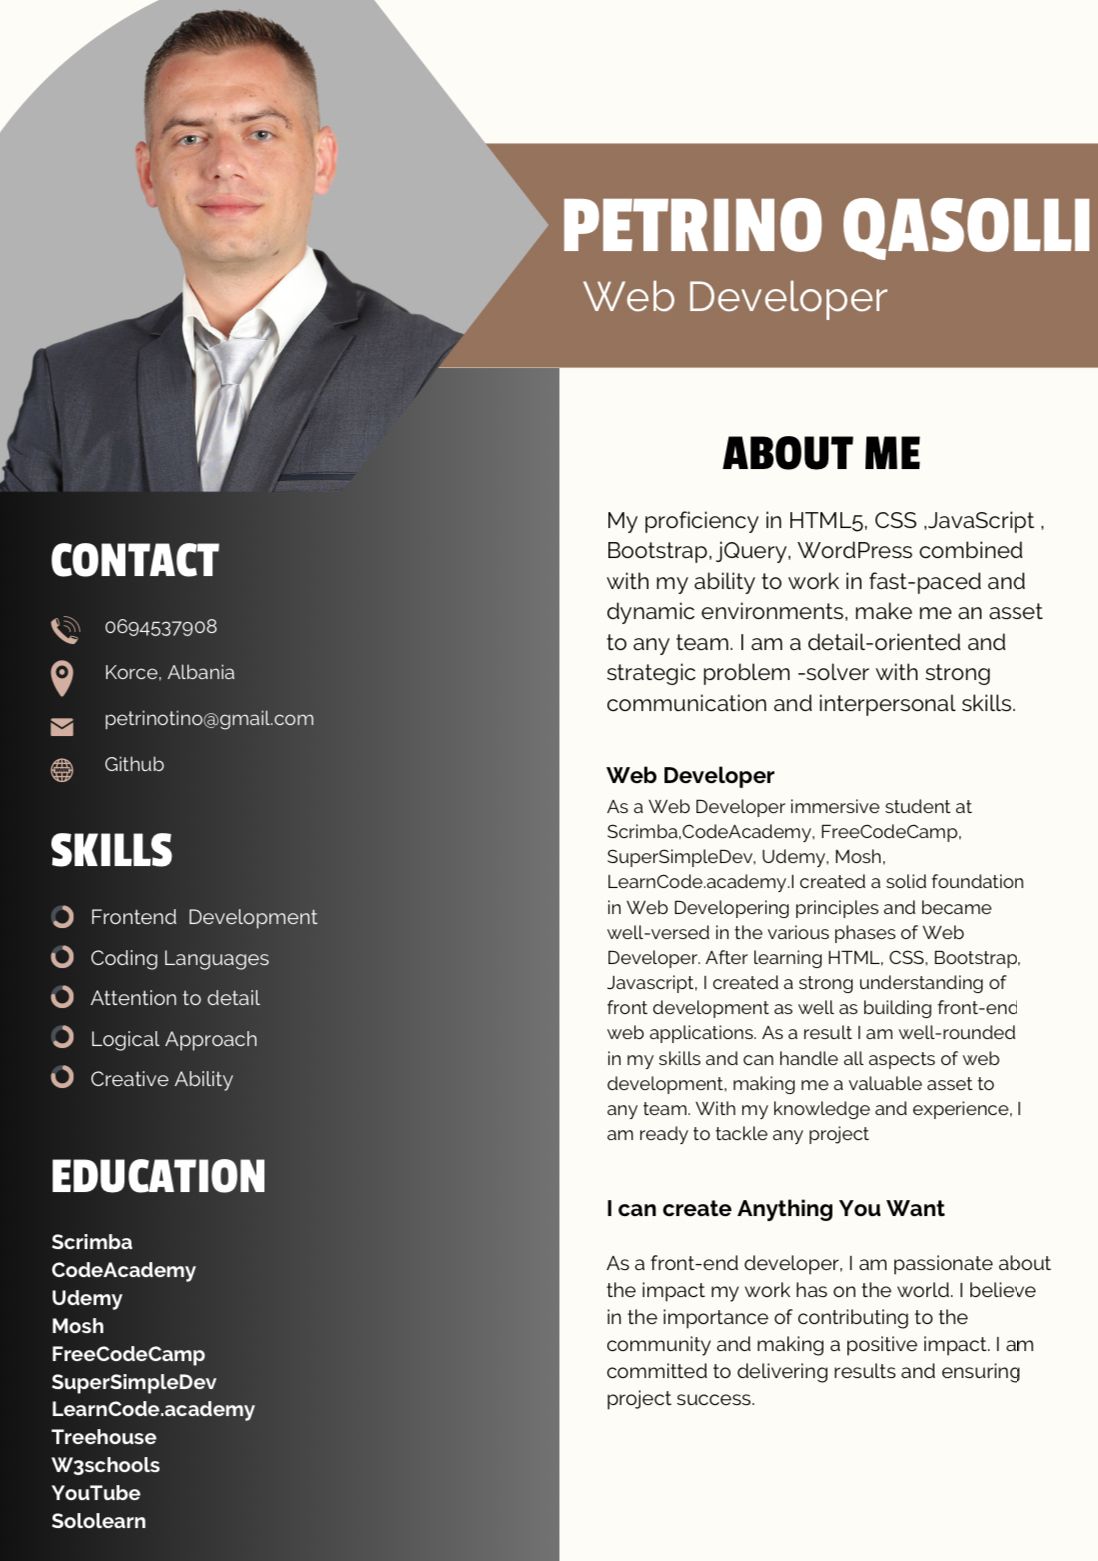 PETRINO QASOLLI
Web Developer
CONTACT
0694537908
Korce, Albania
petrinotino@gmail.com
Github
SKILLS
Frontend  Development
Coding Languages
Attention to detail
Logical Approach
Creative Ability
EDUCATION
Scrimba
CodeAcademy
Udemy
Mosh
FreeCodeCamp
SuperSimpleDev
LearnCode.academy
Treehouse
W3schools
YouTube
Sololearn
ABOUT ME
My proficiency in HTML5, CSS ,JavaScript ,
Bootstrap, jQuery, WordPress combined
with my ability to work in fast-paced and
dynamic environments, make me an asset
to any team. I am a detail-oriented and
strategic problem -solver with strong
communication and interpersonal skills.
Web Developer
As a Web Developer immersive student at
Scrimba,CodeAcademy, FreeCodeCamp,
SuperSimpleDev, Udemy, Mosh,
LearnCode.academy.I created a solid foundation
in Web Developering principles and became
well-versed in the various phases of Web
Developer. After learning HTML, CSS, Bootstrap,
Javascript, I created a strong understanding of
front development as well as building front-end
web applications. As a result I am well-rounded
in my skills and can handle all aspects of web
development, making me a valuable asset to
any team. With my knowledge and experience, I
am ready to tackle any project
I can create Anything You Want
As a front-end developer, I am passionate about
the impact my work has on the world. I believe
in the importance of contributing to the
community and making a positive impact. I am
committed to delivering results and ensuring
project success.